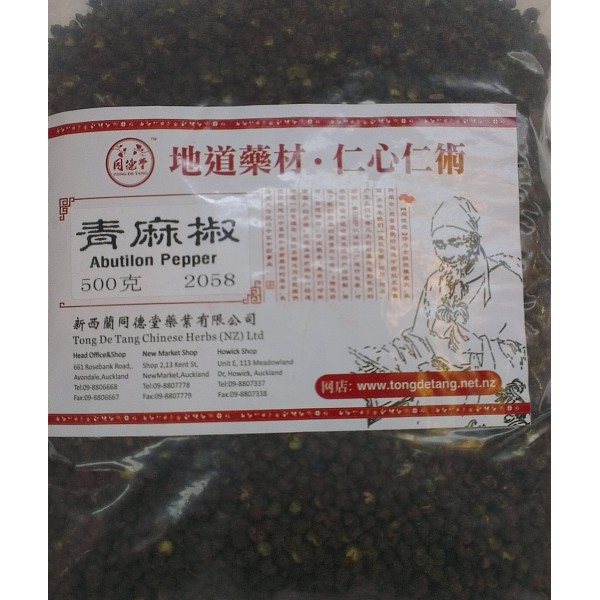 同德堂
TONG DE TANG
TM
地道藥材·仁心仁術
青麻椒
Abutilon Pepper
500克 2058
新西蘭同德堂藥業有限公司
Tong De Tang Chinese Herbs (NZ) Ltd
Head Office&Shop
661 Rosebank Road,
Avondale,Auckland
Tel:09-8806668
Fax:09-8806667
New Market Shop
Shop 2,13 Kent St,
NewMarket,Auckland
Tel:09-8807778
Fax:09-8807779
Howick Shop
Unit E, 113 Meadowland
Dr, Howick, Auckland
Tel:09-8807337
Fax:09-8807338
网店: www.tongdetang.net.nz